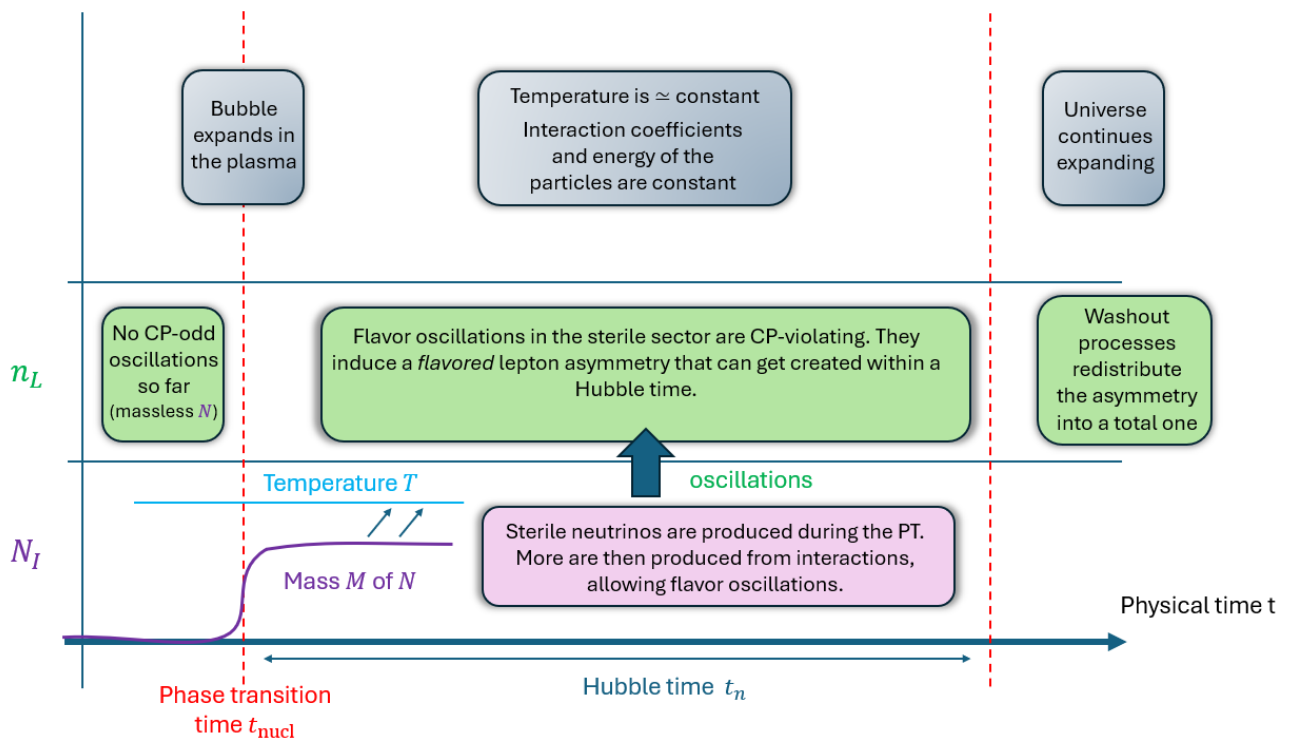 Bubble
expands in
the plasma
Temperature is ≃ constant
Interaction coefficients
and energy of the
particles are constant
Universe
continues
expanding
n_L
No CP-odd
oscillations
so far
(massless N)
Flavor oscillations in the sterile sector are CP-violating. They
induce a flavored lepton asymmetry that can get created within a
Hubble time.
Washout
processes
redistribute
the asymmetry
into a total one
oscillations
N_I
Temperature T
Mass M of N
Sterile neutrinos are produced during the PT.
More are then produced from interactions,
allowing flavor oscillations.
Physical time t
Phase transition
time t_nucl
Hubble time t_n